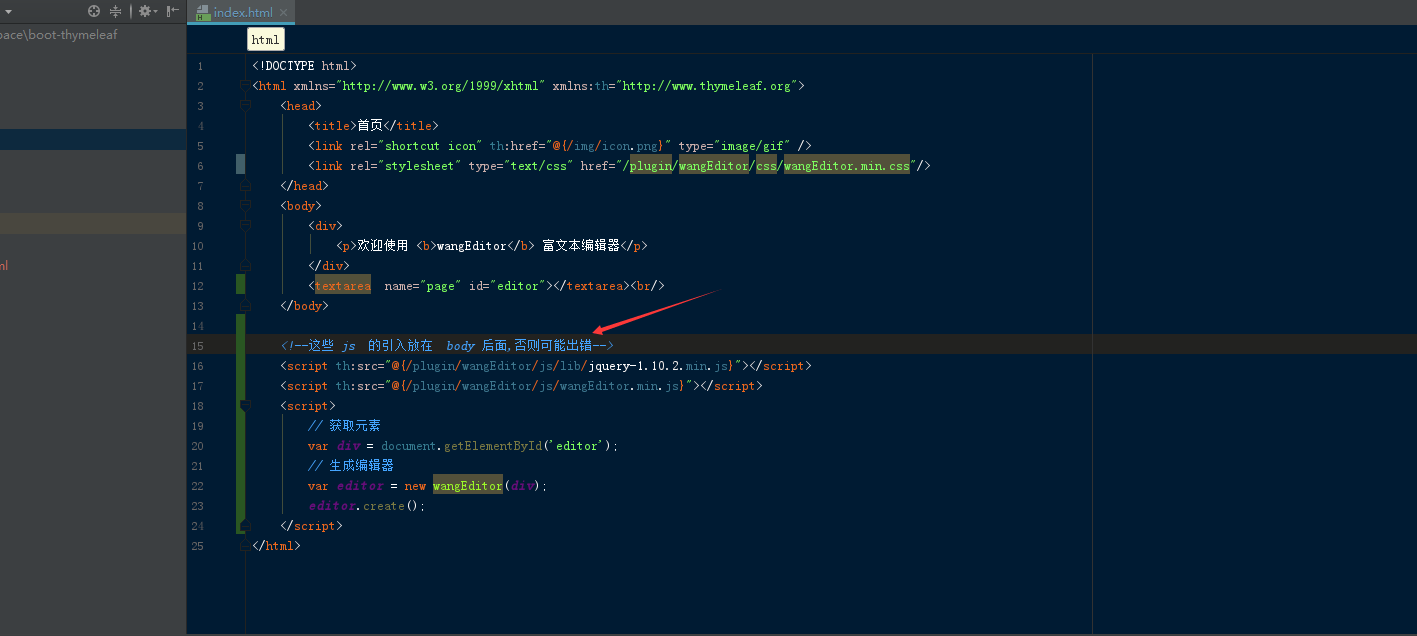 index.html
pace\boot-thymeleaf
html
1 <!DOCTYPE html>
2 <html xmlns="http://www.w3.org/1999/xhtml" xmlns:th="http://www.thymeleaf.org">
3 <head>
4 <title>首页</title>
5 <link rel="shortcut icon" th:href="@{/img/icon.png}" type="image/gif" />
6 <link rel="stylesheet" type="text/css" href="/plugin/wangEditor/css/wangEditor.min.css"/>
7 </head>
8 <body>
9 <div>
10 <p>欢迎使用 <b>wangEditor</b> 富文本编辑器</p>
11 </div>
12 <textarea  name="page" id="editor"></textarea><br/>
13 </body>
14
ml
15 <!--这些 js 的引入放在 body 后面,否则可能出错-->
16 <script th:src="@{/plugin/wangEditor/js/lib/jquery-1.10.2.min.js}"></script>
17 <script th:src="@{/plugin/wangEditor/js/wangEditor.min.js}"></script>
18 <script>
19 // 获取元素
20 var div = document.getElementById('editor');
21 // 生成编辑器
22 var editor = new wangEditor(div);
23 editor.create();
24 </script>
25 </html>